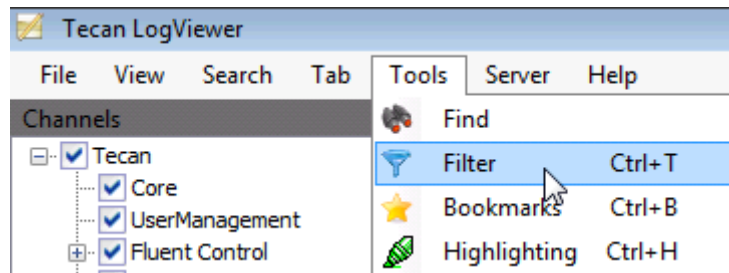 Tecan LogViewer
File View Search Tab Tools Server Help
Channels
Find
Tecan
Filter Ctrl+T
Core
Bookmarks Ctrl+B
UserManagement
Highlighting Ctrl+H
Fluent Control